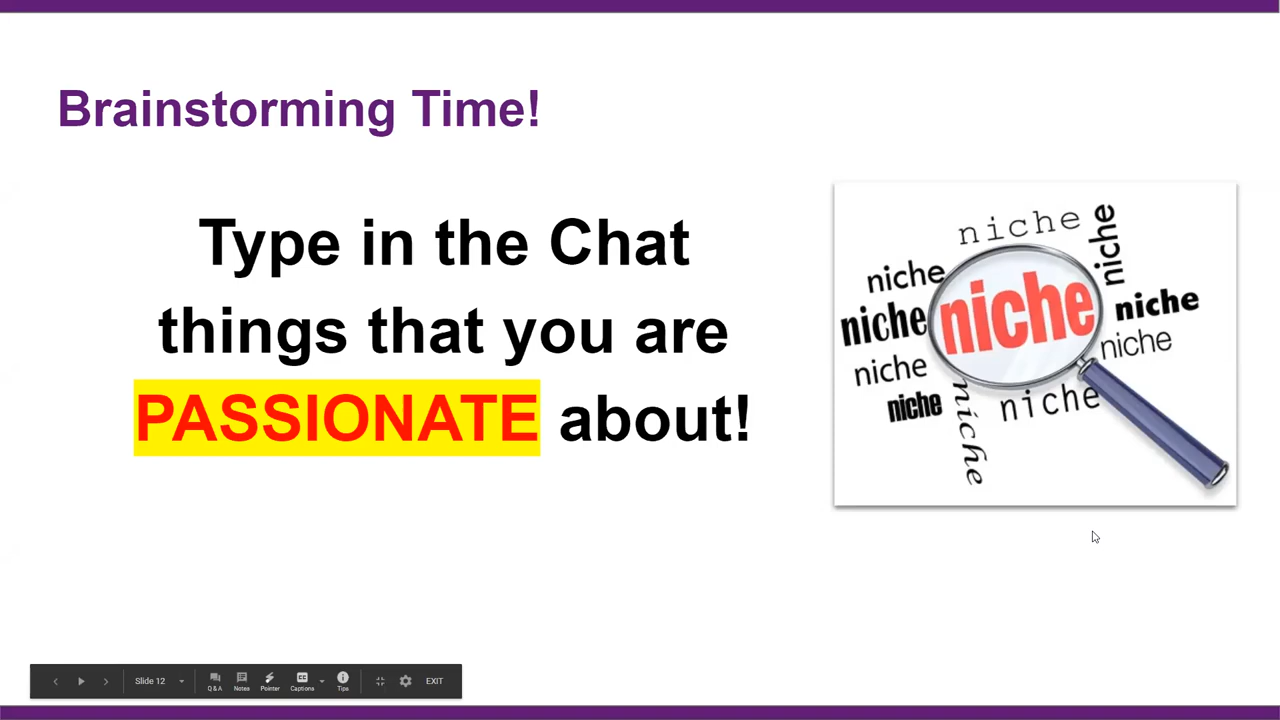 Brainstorming Time!
Type in the Chat
things that you are
PASSIONATE about!
niche
niche
niche
niche
niche
niche
niche
niche
niche
niche
niche
Slide 12
Q & A
Notes
Pointer
CC
Captions
Tips
EXIT